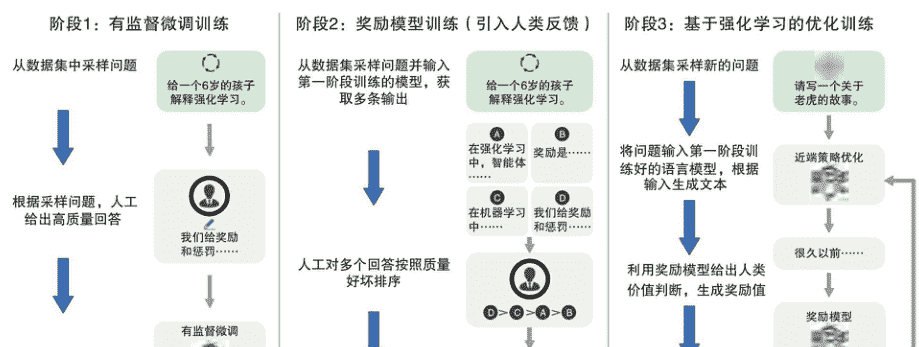 阶段1：有监督微调训练
从数据集中采样问题
给一个6岁的孩子
解释强化学习。
根据采样问题，人工
给出高质量回答
我们给奖励
和惩罚……
有监督微调
阶段2：奖励模型训练（引入人类反馈）
从数据集采样问题并输入
第一阶段训练的模型，获
取多条输出
给一个6岁的孩子
解释强化学习。
A
在强化学习
中，智能体
……
B
奖励是……
C
在机器学习
中……
D
我们给奖励
和惩罚……
人工对多个回答按照质量
好坏排序
D>C>A>B
阶段3：基于强化学习的优化训练
从数据集采样新的问题
请写一个关于
老虎的故事。
将问题输入第一阶段训
练好的语言模型，根据
输入生成文本
近端策略优化
很久以前……
利用奖励模型给出人类
价值判断，生成奖励值
奖励模型